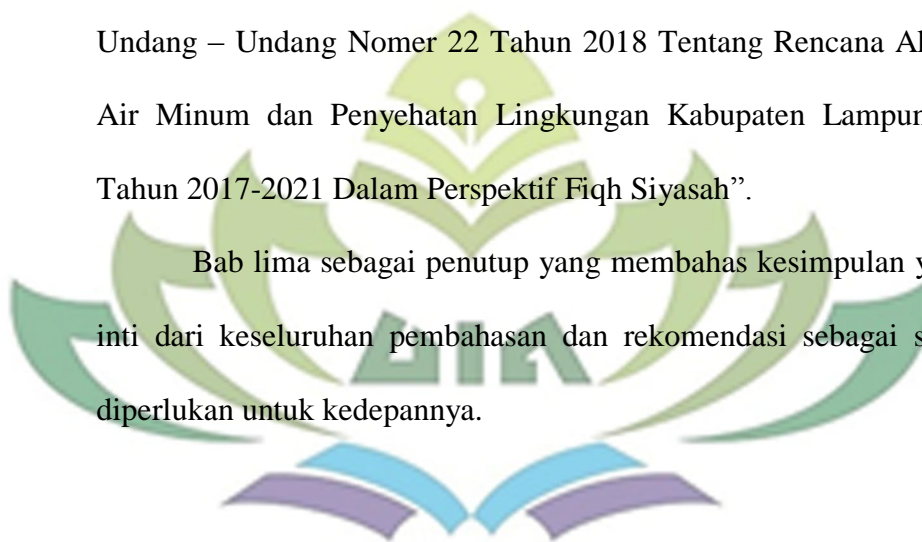 Undang – Undang Nomer 22 Tahun 2018 Tentang Rencana
Air Minum dan Penyehatan Lingkungan Kabupaten
Tahun 2017-2021 Dalam Perspektif Fiqh Siyasah”.
Bab lima sebagai penutup yang membahas kesimpulan
inti dari keseluruhan pembahasan dan rekomendasi sebagai
diperlukan untuk kedepannya.